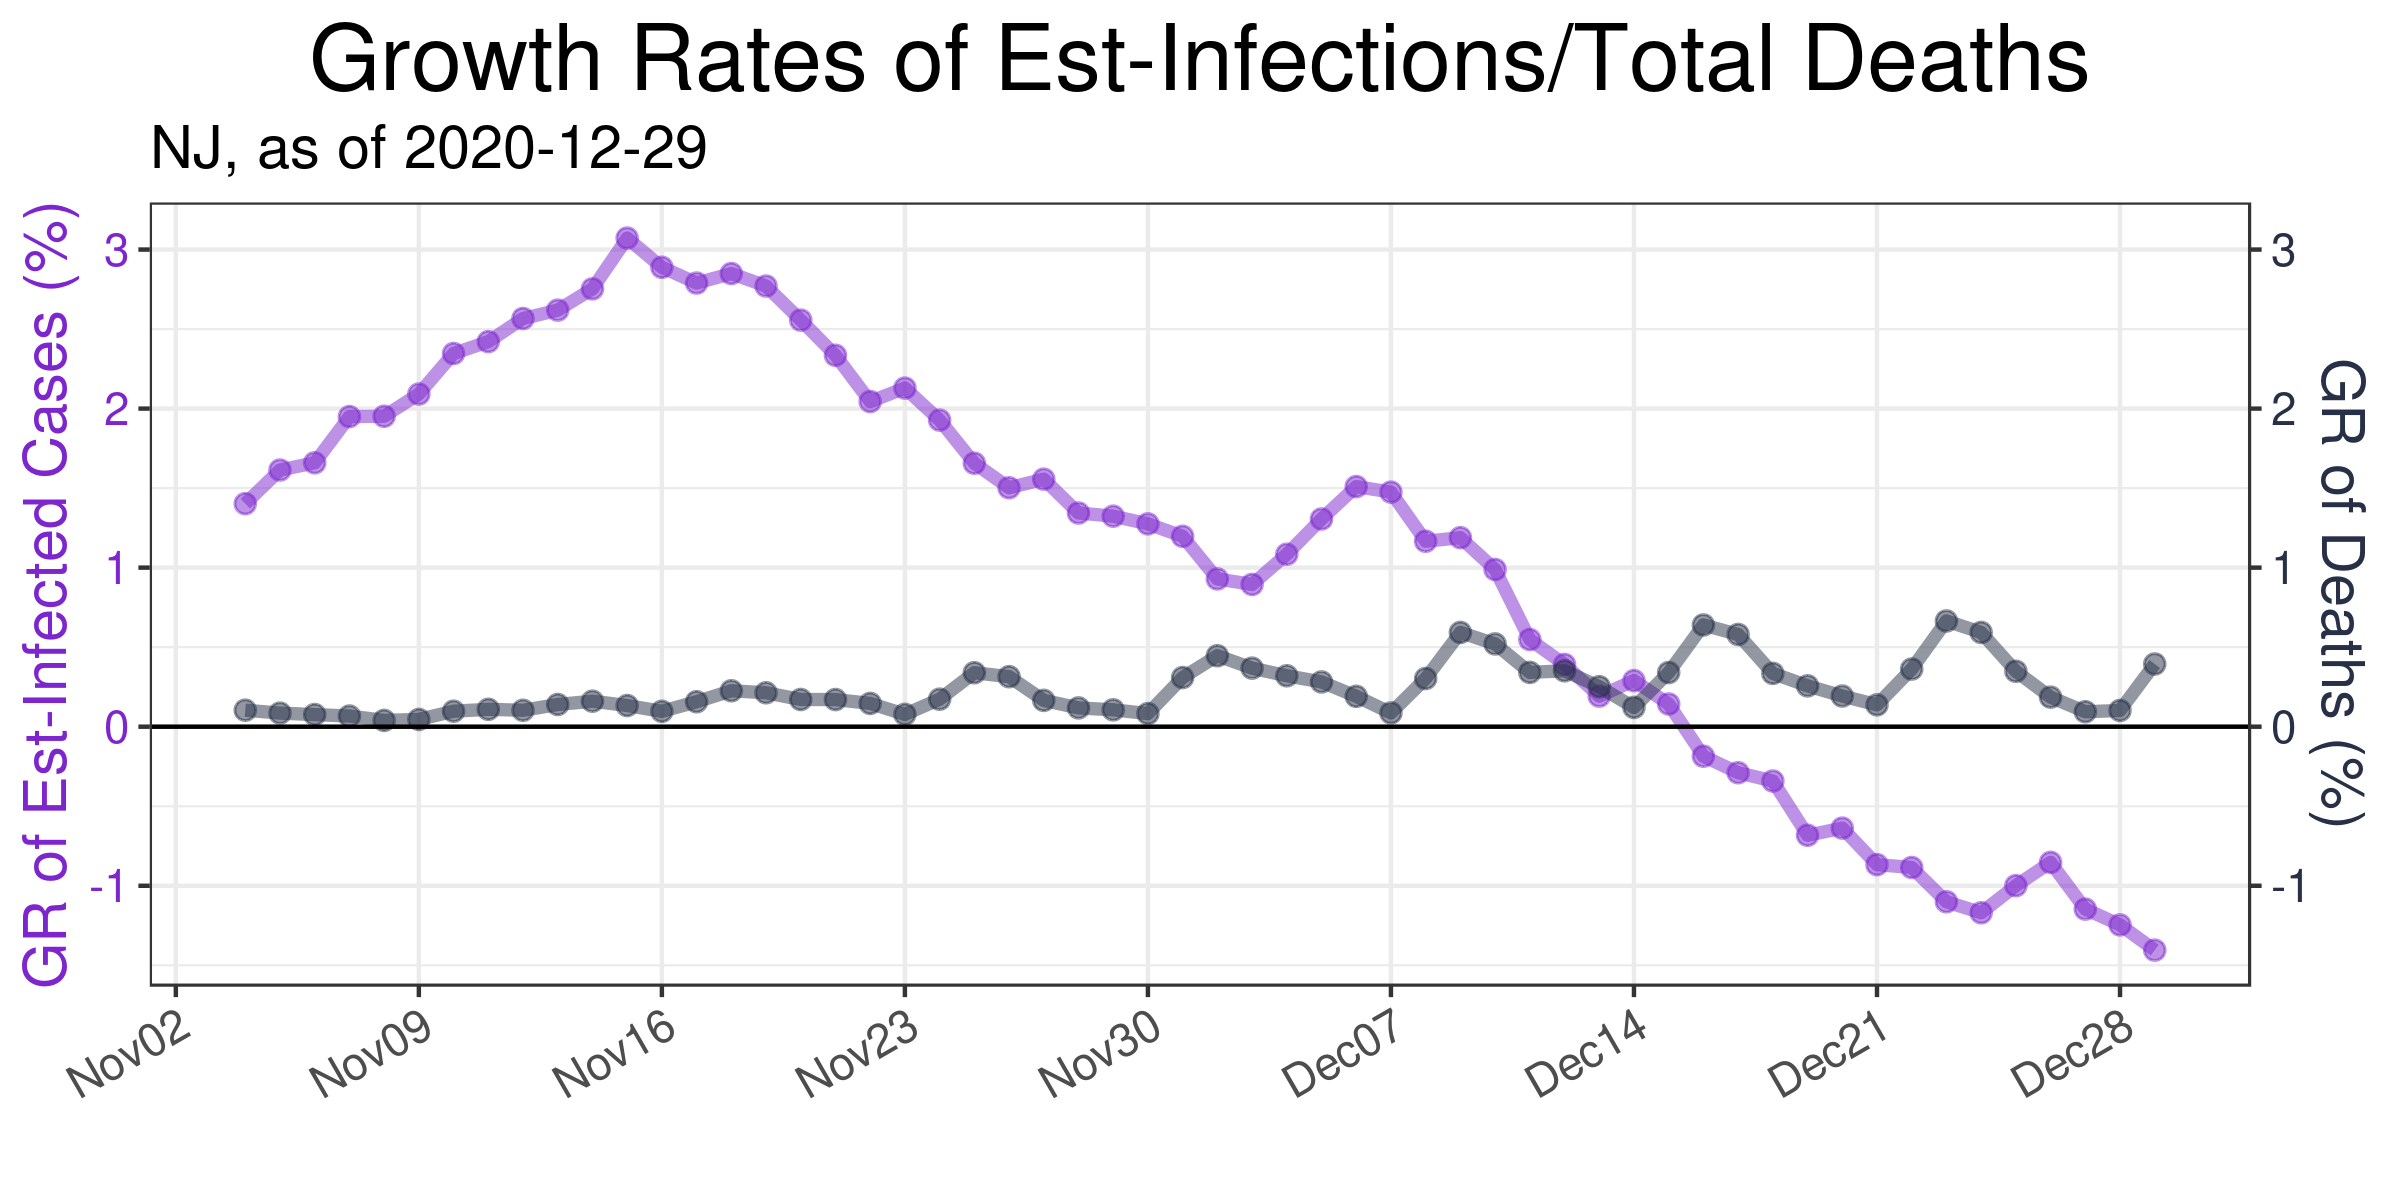 Growth Rates of Est-Infections/Total Deaths
NJ, as of 2020-12-29
GR of Est-Infected Cases (%)
3
2
1
0
-1
3
2
1
0
-1
GR of Deaths (%)
Nov02
Nov09
Nov16
Nov23
Nov30
Dec07
Dec14
Dec21
Dec28